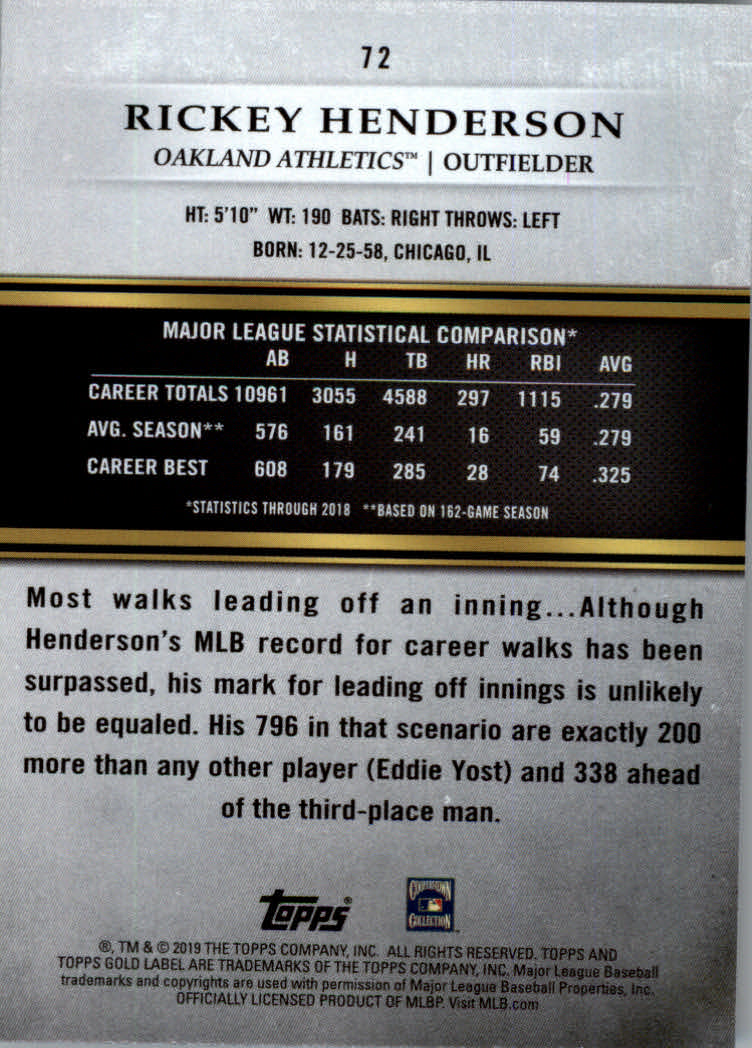 72
RICKEY HENDERSON
OAKLAND ATHLETICS™ | OUTFIELDER
HT: 5'10" WT: 190 BATS: RIGHT THROWS: LEFT
BORN: 12-25-58, CHICAGO, IL
MAJOR LEAGUE STATISTICAL COMPARISON*
AB H TB HR RBI AVG
CAREER TOTALS 10961 3055 4588 297 1115 .279
AVG. SEASON** 576 161 241 16 59 .279
CAREER BEST 608 179 285 28 74 .325
*STATISTICS THROUGH 2018 **BASED ON 162-GAME SEASON
Most walks leading off an inning...Although
Henderson's MLB record for career walks has been
surpassed, his mark for leading off innings is unlikely
to be equaled. His 796 in that scenario are exactly 200
more than any other player (Eddie Yost) and 338 ahead
of the third-place man.
Topps®
COOPERSTOWN
COLLECTION™
®, TM & © 2019 THE TOPPS COMPANY, INC. ALL RIGHTS RESERVED. TOPPS AND
TOPPS GOLD LABEL ARE TRADEMARKS OF THE TOPPS COMPANY, INC. Major League Baseball
trademarks and copyrights are used with permission of Major League Baseball Properties, Inc.
OFFICIALLY LICENSED PRODUCT OF MLBP. Visit MLB.com